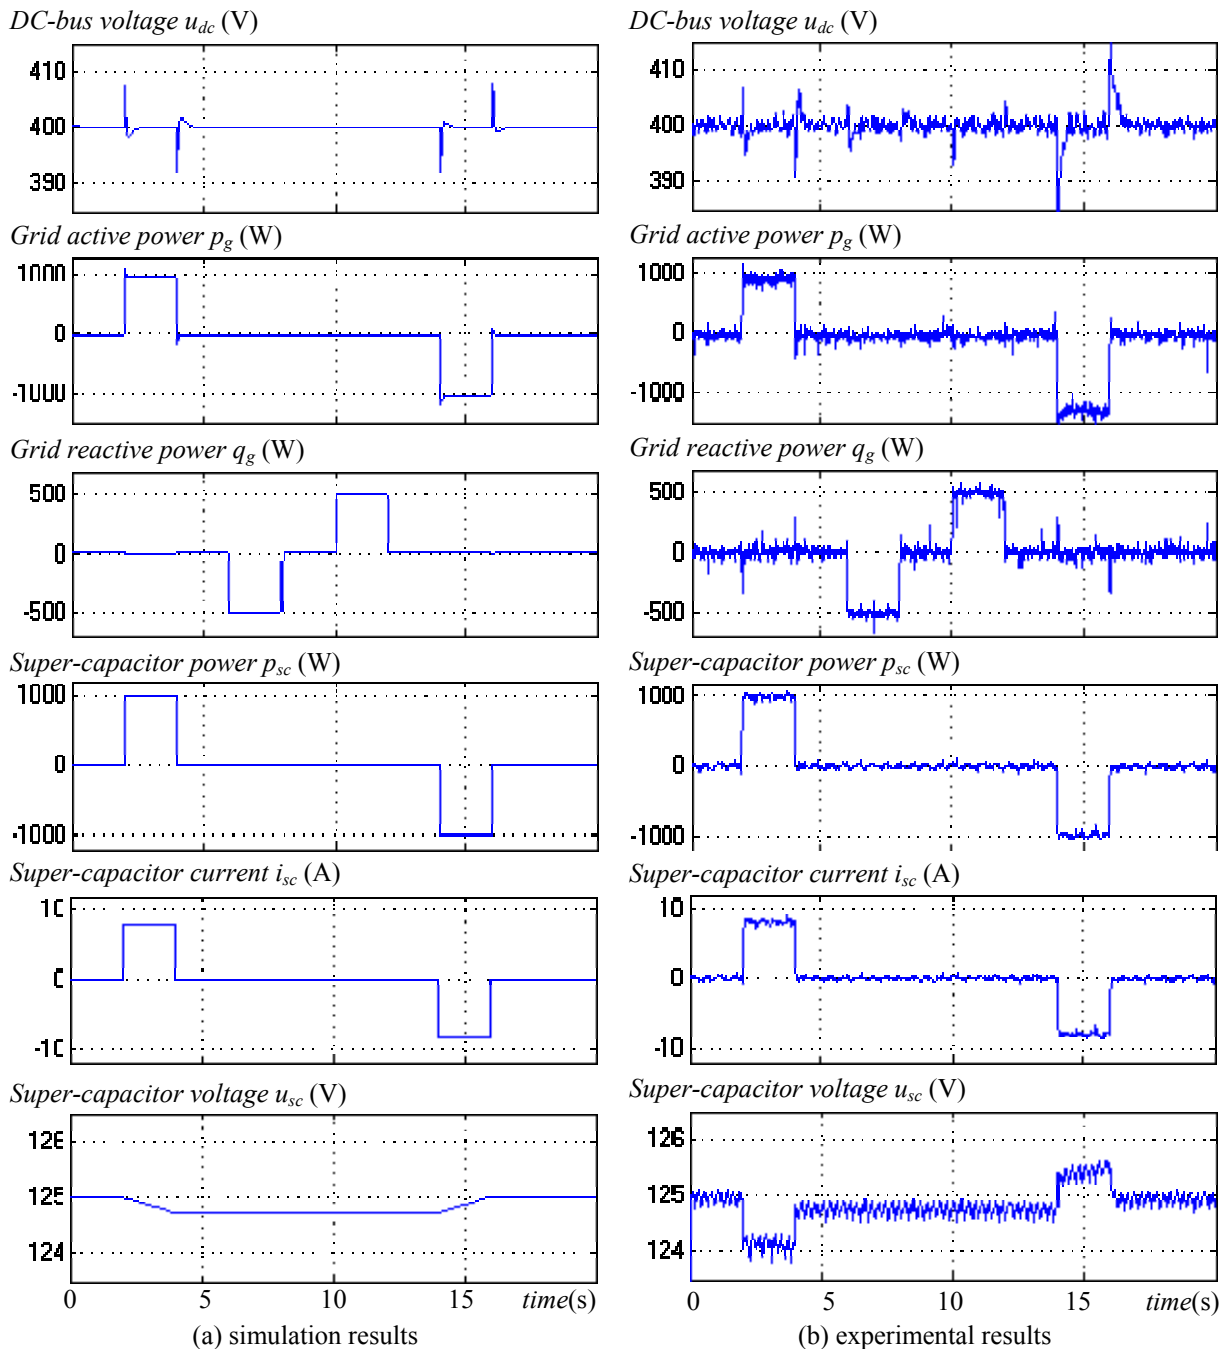 DC-bus voltage u_dc (V)
410
400
390
Grid active power p_g (W)
1000
0
-1000
Grid reactive power q_g (W)
500
0
-500
Super-capacitor power p_sc (W)
1000
0
-1000
Super-capacitor current i_sc (A)
10
0
-10
Super-capacitor voltage u_sc (V)
126
125
124
0 5 10 15 time(s)
(a) simulation results
DC-bus voltage u_dc (V)
410
400
390
Grid active power p_g (W)
1000
0
-1000
Grid reactive power q_g (W)
500
0
-500
Super-capacitor power p_sc (W)
1000
0
-1000
Super-capacitor current i_sc (A)
10
0
-10
Super-capacitor voltage u_sc (V)
126
125
124
0 5 10 15 time(s)
(b) experimental results